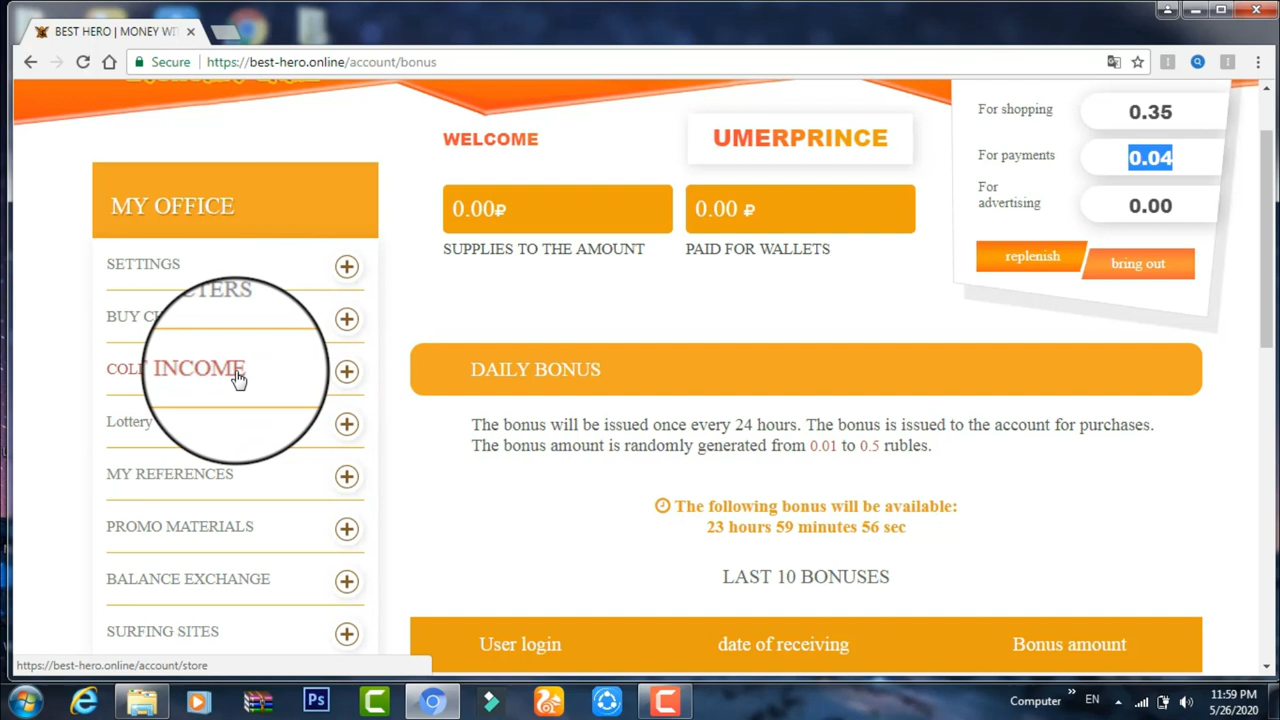 BEST HERO | MONEY WI
Secure
https://best-hero.online/account/bonus
For shopping
0.35
WELCOME
UMERPRINCE
For payments
0.04
For
advertising
0.00
MY OFFICE
0.00₽
0.00 ₽
SUPPLIES TO THE AMOUNT
PAID FOR WALLETS
replenish
bring out
SETTINGS
TERS
BUY C
COL INCOME
DAILY BONUS
Lottery
The bonus will be issued once every 24 hours. The bonus is issued to the account for purchases.
The bonus amount is randomly generated from 0.01 to 0.5 rubles.
MY REFERENCES
The following bonus will be available:
23 hours 59 minutes 56 sec
PROMO MATERIALS
BALANCE EXCHANGE
LAST 10 BONUSES
SURFING SITES
User login
date of receiving
Bonus amount
https://best-hero.online/account/store
Ps
Computer
EN
11:59 PM
5/26/2020